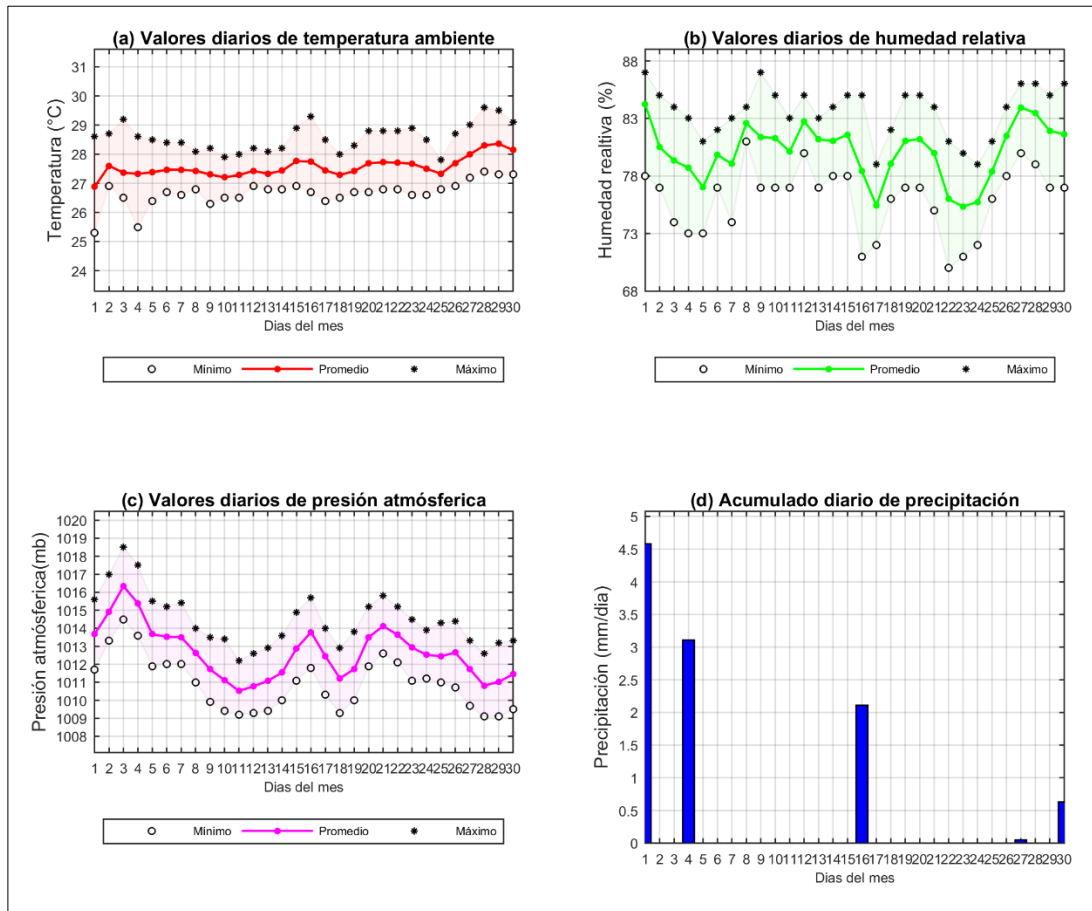 (a) Valores diarios de temperatura ambiente
31
30
29
28
27
26
25
24
Temperatura (°C)
1 2 3 4 5 6 7 8 9 10 11 12 13 14 15 16 17 18 19 20 21 22 23 24 25 26 27 28 29 30
Dias del mes
Mínimo Promedio Máximo
(b) Valores diarios de humedad relativa
88
83
78
73
68
Humedad realtiva (%)
1 2 3 4 5 6 7 8 9 10 11 12 13 14 15 16 17 18 19 20 21 22 23 24 25 26 27 28 29 30
Dias del mes
Mínimo Promedio Máximo
(c) Valores diarios de presión atmósferica
1020
1019
1018
1017
1016
1015
1014
1013
1012
1011
1010
1009
1008
Presión atmósferica(mb)
1 2 3 4 5 6 7 8 9 10 11 12 13 14 15 16 17 18 19 20 21 22 23 24 25 26 27 28 29 30
Dias del mes
Mínimo Promedio Máximo
(d) Acumulado diario de precipitación
5
4.5
4
3.5
3
2.5
2
1.5
1
0.5
0
Precipitación (mm/dia)
1 2 3 4 5 6 7 8 9 10 11 12 13 14 15 16 17 18 19 20 21 22 23 24 25 26 27 28 29 30
Dias del mes